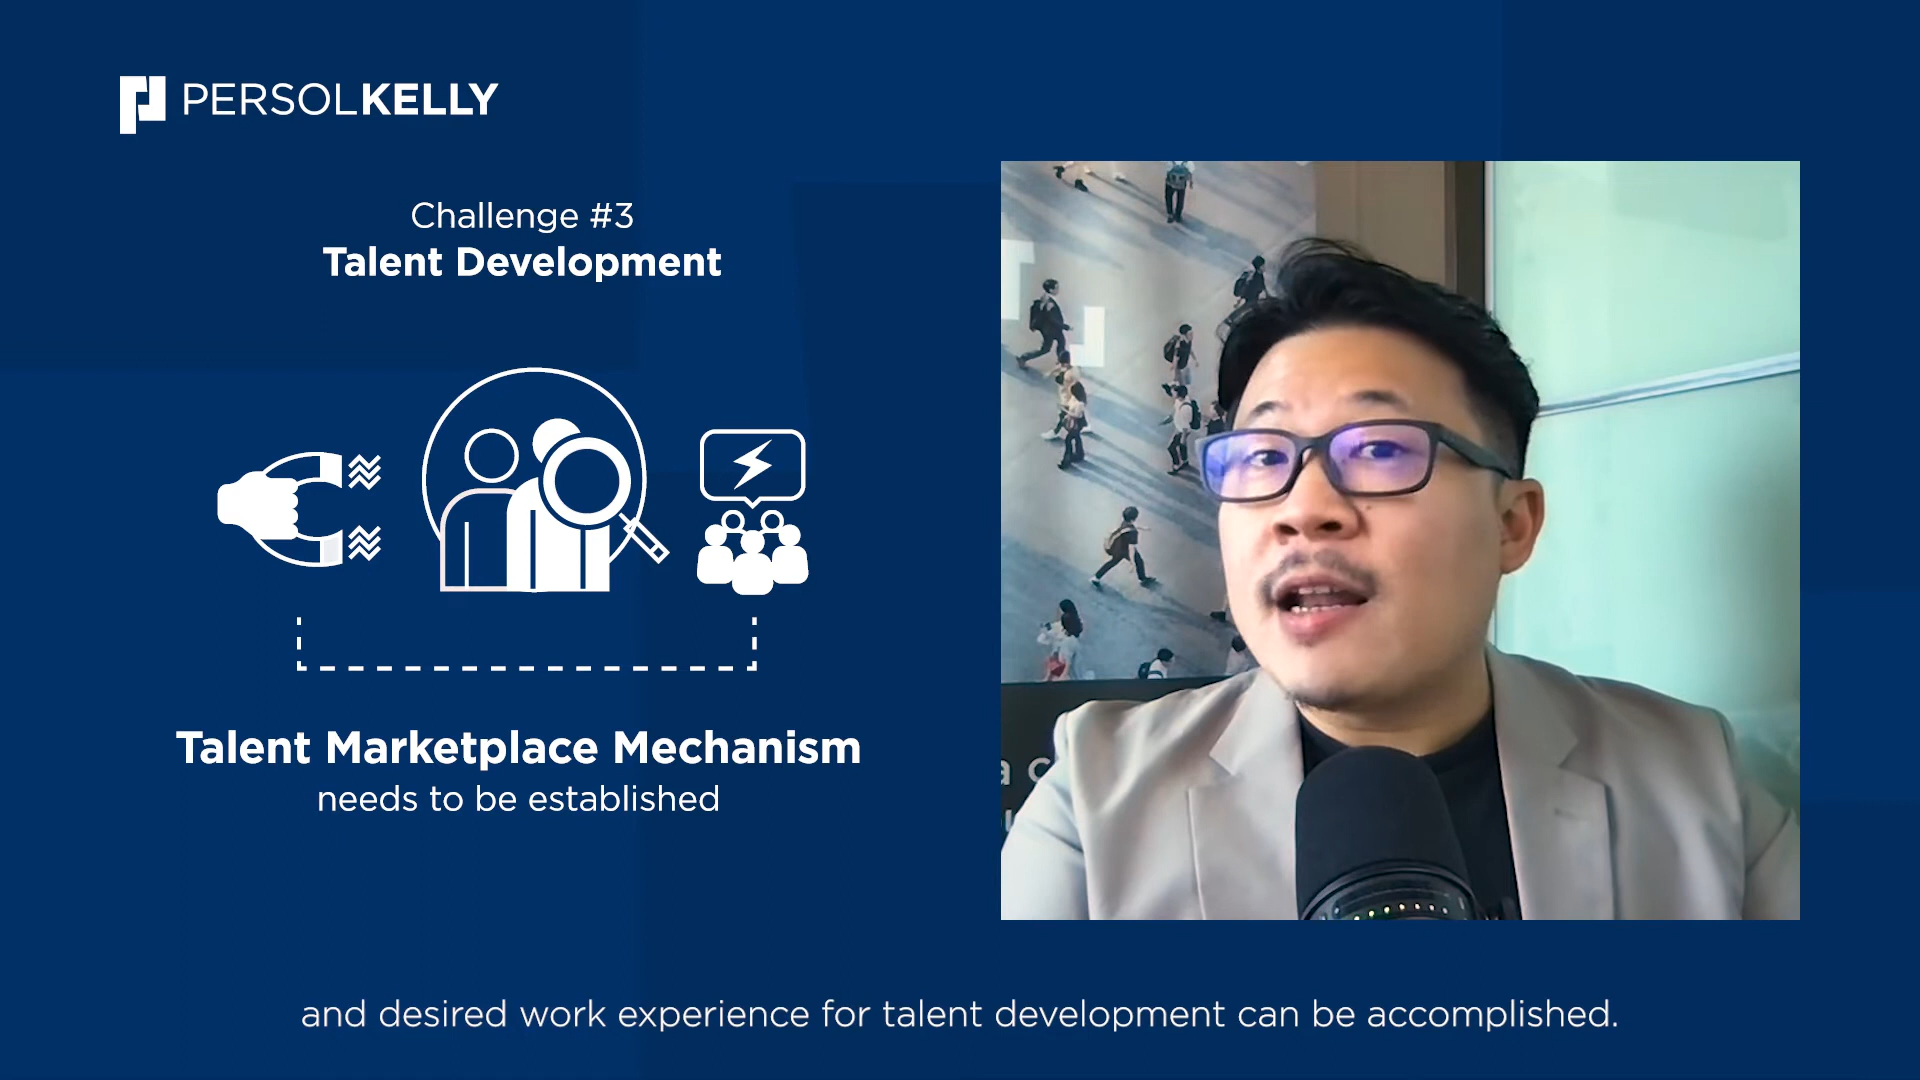 PERSOLKELLY
Challenge #3
Talent Development
Talent Marketplace Mechanism
needs to be established
and desired work experience for talent development can be accomplished.